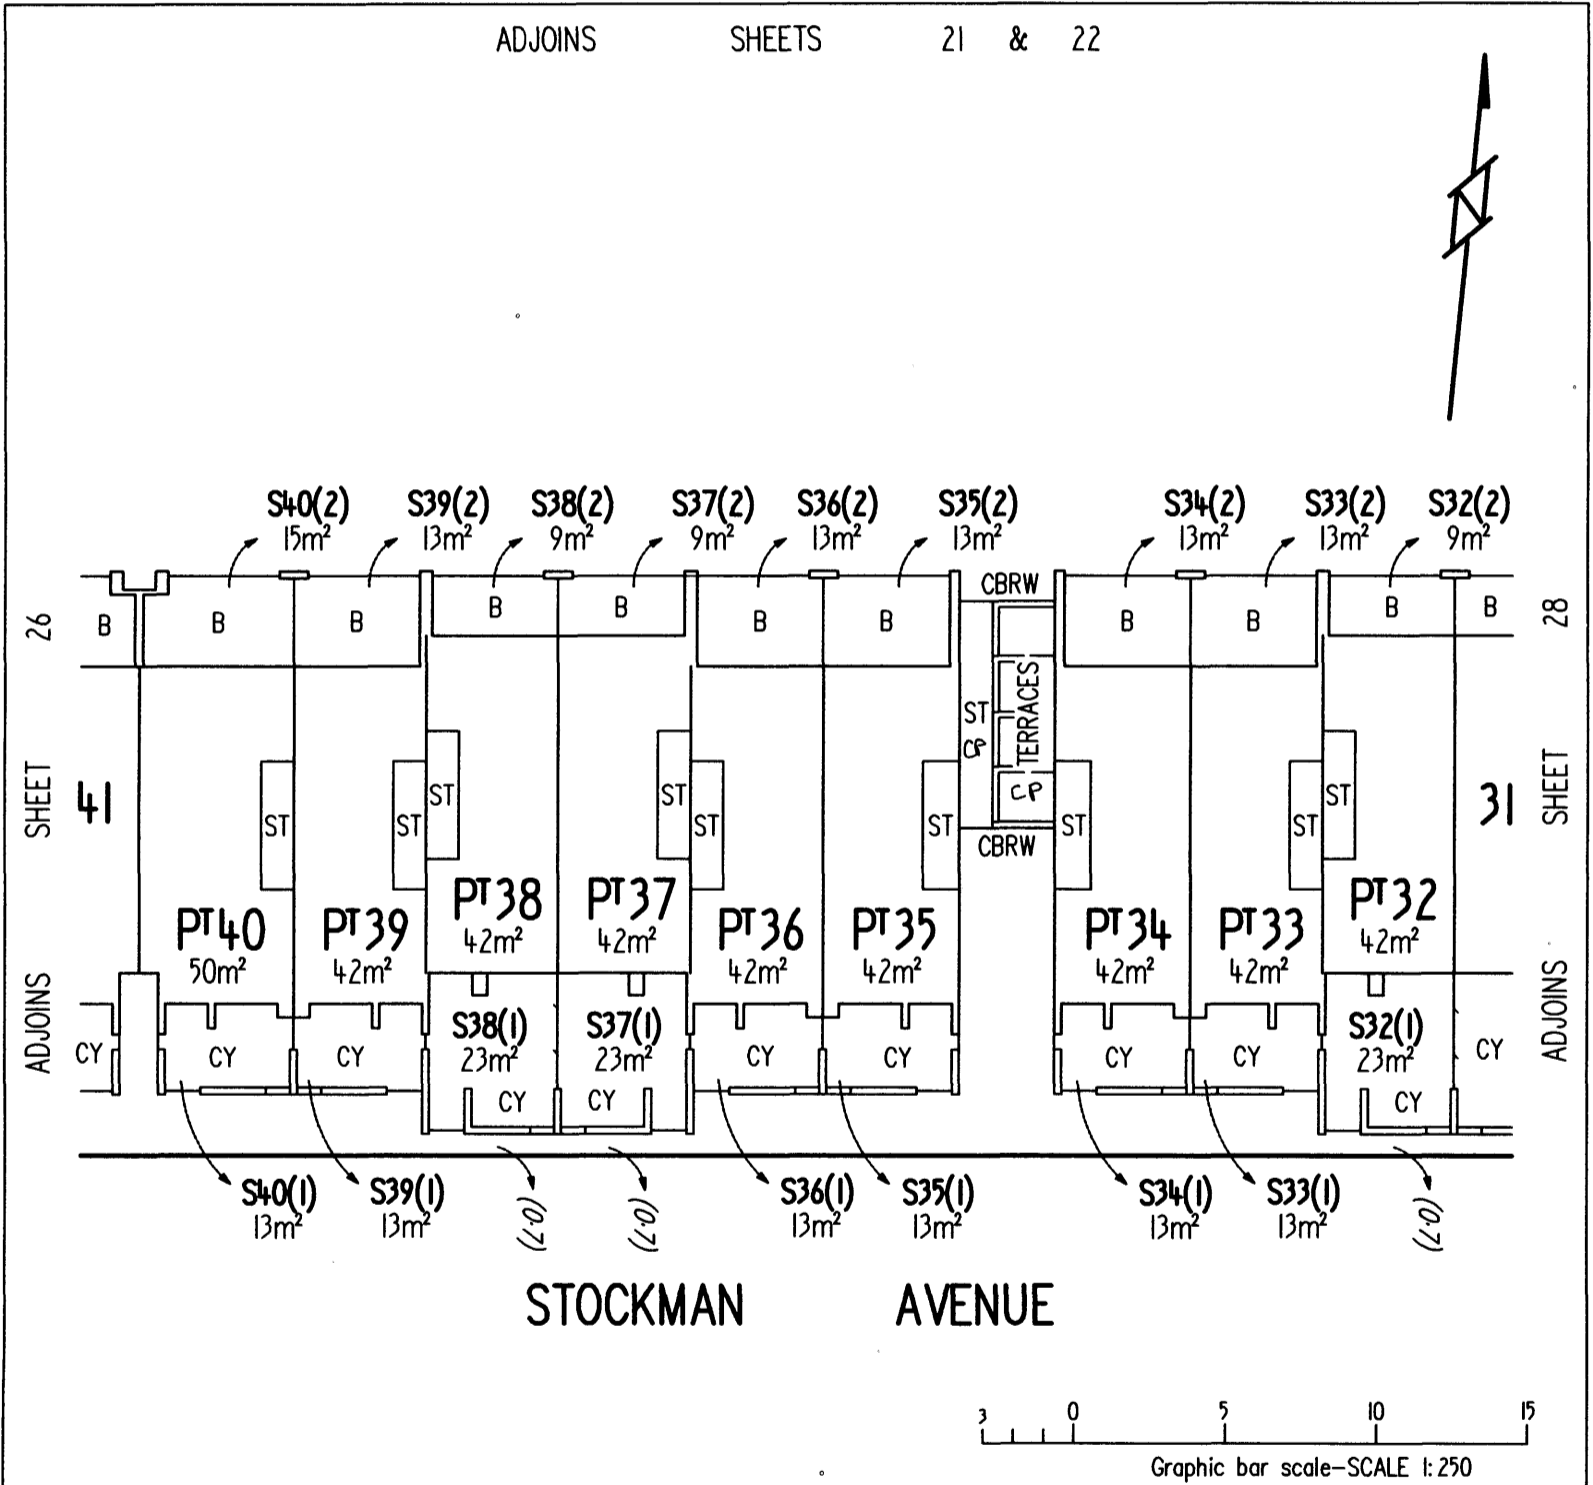 ADJOINS SHEETS 21 & 22
S40(2) S39(2) S38(2) S37(2) S36(2) S35(2) S34(2) S33(2) S32(2)
15m² 13m² 9m² 9m² 13m² 13m² 13m² 13m² 9m²
CBRW
B B B B B B B B B B B
ADJOINS SHEET 26
ADJOINS SHEET 28
TERRACES
ST
CP
CP
41
31
ST ST ST ST ST ST ST ST ST
CBRW
PT38 PT37 PT32
42m² 42m² 42m²
PT40 PT39 PT36 PT35 PT34 PT33
50m² 42m² 42m² 42m² 42m² 42m²
S38(1) S37(1) S32(1)
23m² 23m² 23m²
CY CY CY CY CY CY CY CY
CY CY CY
S40(1) S39(1) S36(1) S35(1) S34(1) S33(1)
13m² 13m² 13m² 13m² 13m² 13m²
(0.7) (0.7) (0.7)
STOCKMAN AVENUE
3 0 5 10 15
Graphic bar scale-SCALE 1:250